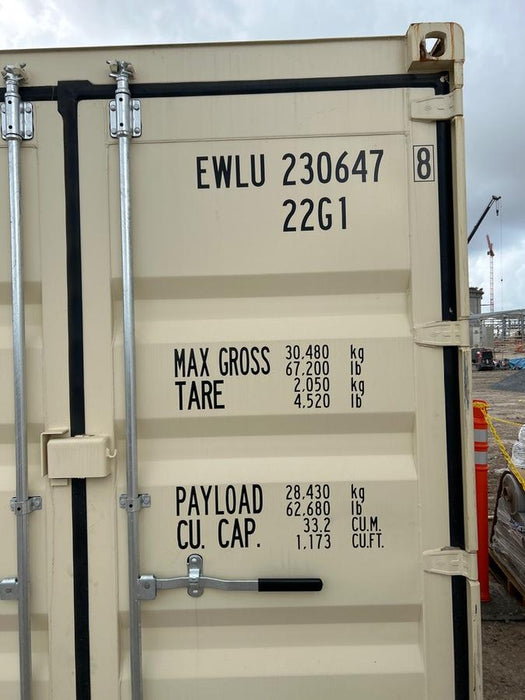 EWLU 230647 8
22G1
MAX GROSS 30.480 kg
67.200 lb
TARE 2.050 kg
4.520 lb
PAYLOAD 28.430 kg
62.680 lb
CU. CAP. 33.2 CU.M.
1.173 CU.FT.